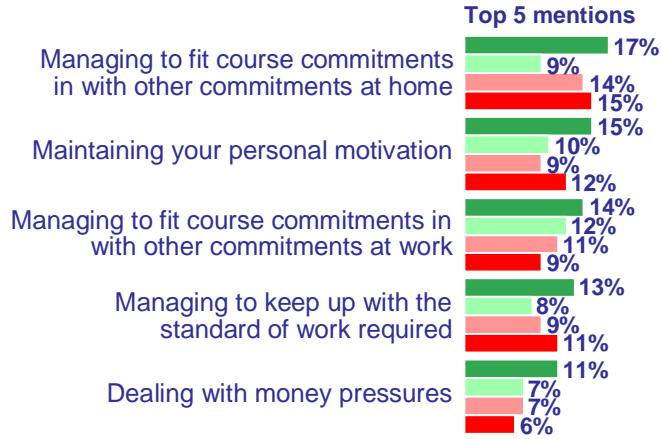 Top 5 mentions
Managing to fit course commitments
in with other commitments at home
17%
9%
14%
15%
Maintaining your personal motivation
15%
10%
9%
12%
Managing to fit course commitments in
with other commitments at work
14%
12%
11%
9%
Managing to keep up with the
standard of work required
13%
8%
9%
11%
Dealing with money pressures
11%
7%
7%
6%